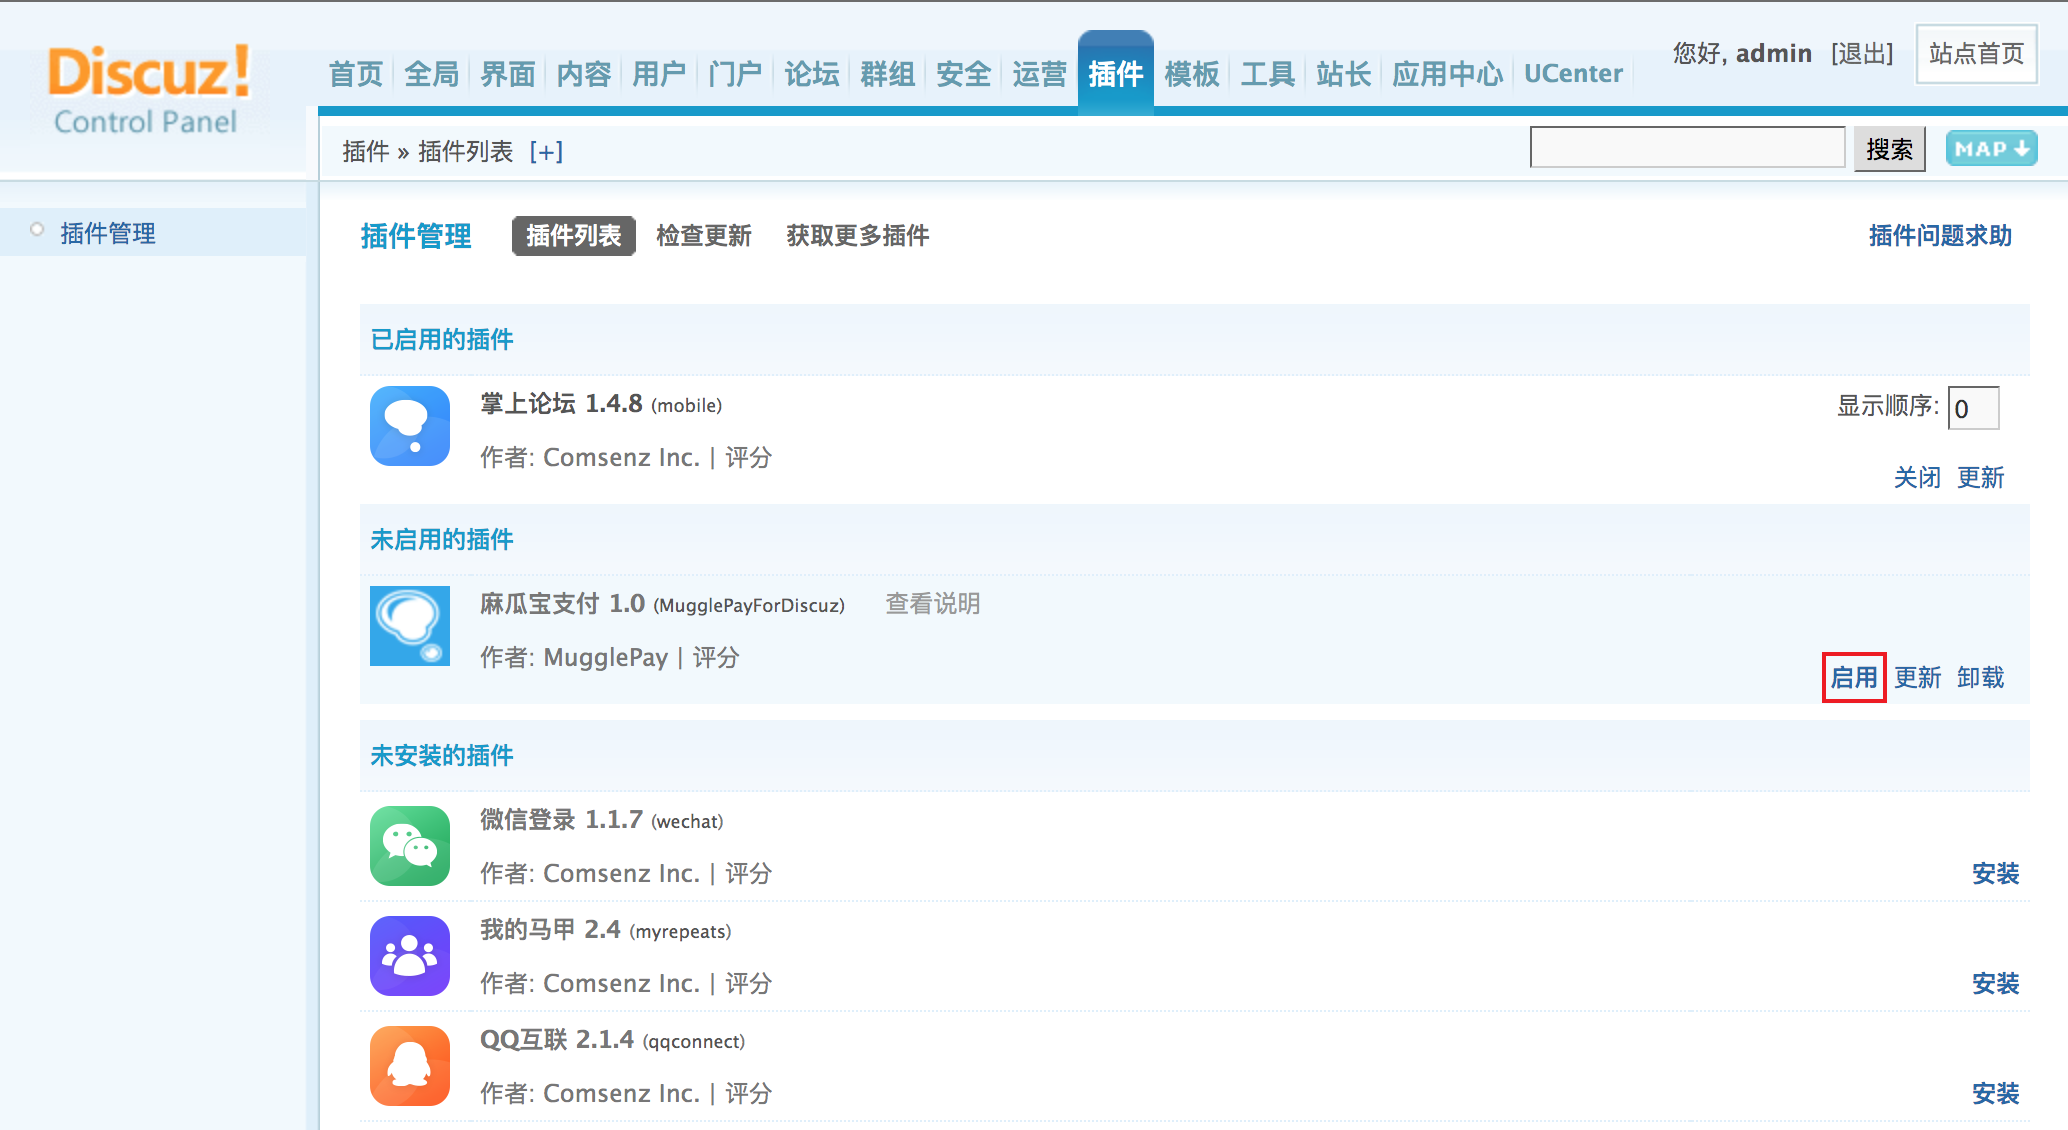 Discuz!
Control Panel
首页 全局 界面 内容 用户 门户 论坛 群组 安全 运营 插件 模板 工具 站长 应用中心 UCenter
您好, admin [退出] 站点首页
插件 » 插件列表 [+]
搜索 MAP
插件管理
插件管理 插件列表 检查更新 获取更多插件 插件问题求助
已启用的插件
掌上论坛 1.4.8 (mobile)
显示顺序: 0
作者: Comsenz Inc. | 评分
关闭 更新
未启用的插件
麻瓜宝支付 1.0 (MugglePayForDiscuz) 查看说明
作者: MugglePay | 评分
启用 更新 卸载
未安装的插件
微信登录 1.1.7 (wechat)
作者: Comsenz Inc. | 评分
安装
我的马甲 2.4 (myrepeats)
作者: Comsenz Inc. | 评分
安装
QQ互联 2.1.4 (qqconnect)
作者: Comsenz Inc. | 评分
安装